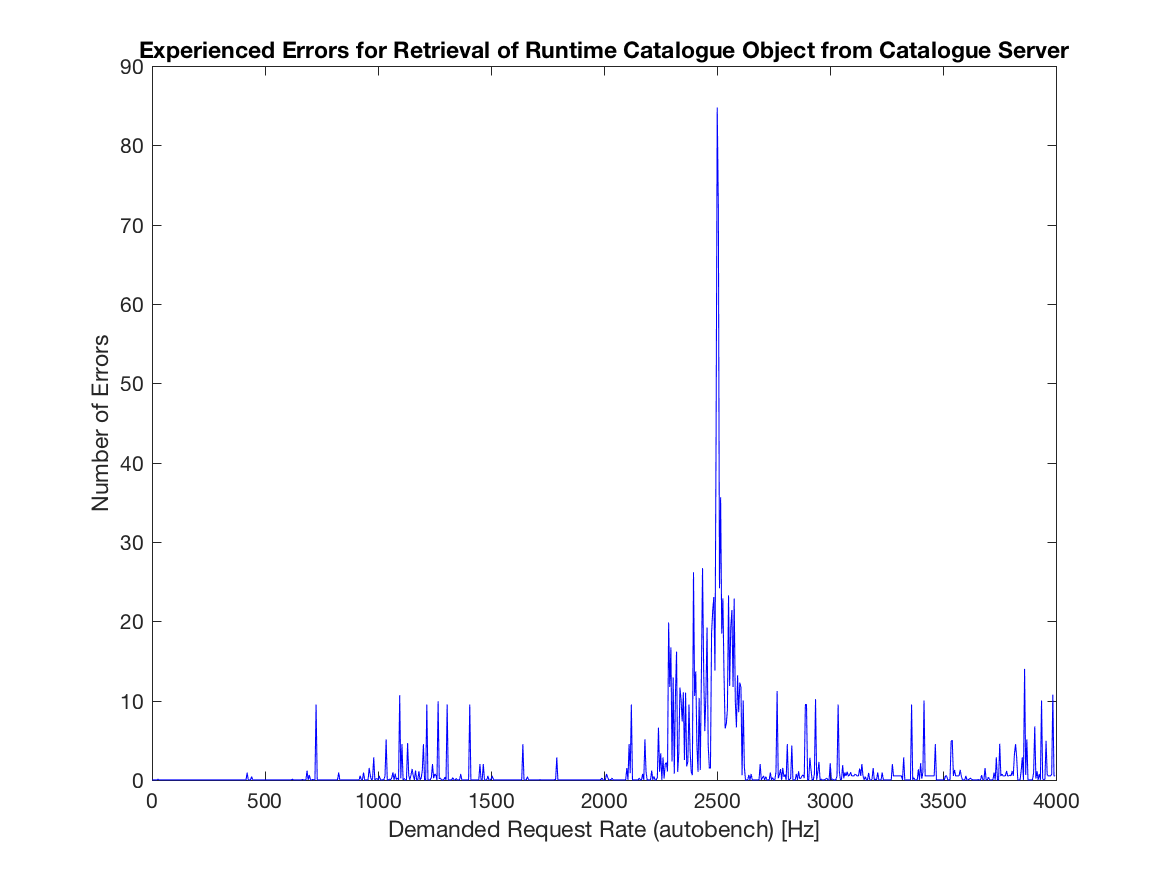 Experienced Errors for Retrieval of Runtime Catalogue Object from Catalogue Server
90
80
70
60
50
40
30
20
10
0
Number of Errors
0 500 1000 1500 2000 2500 3000 3500 4000
Demanded Request Rate (autobench) [Hz]